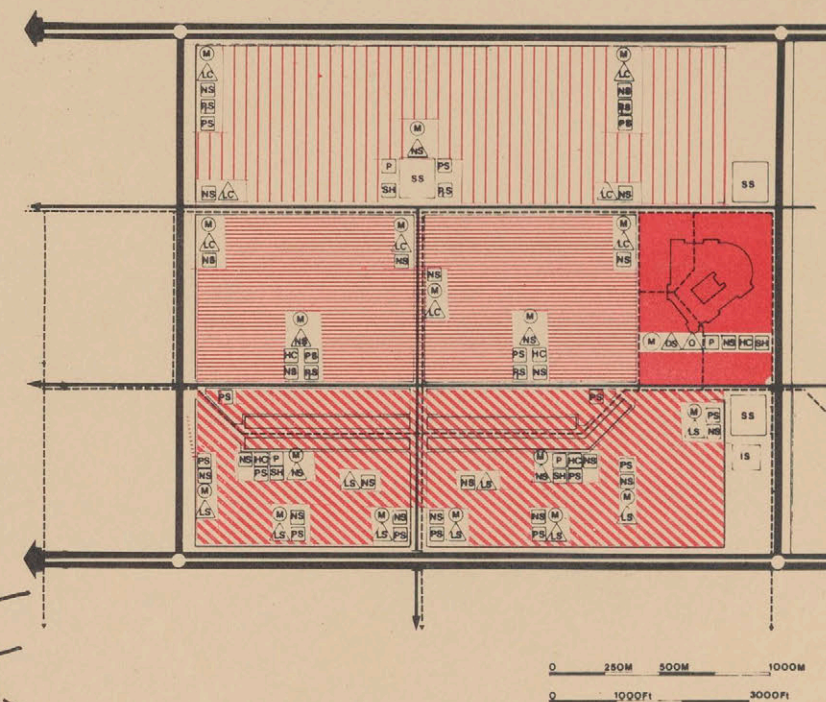 M
LC
NS
RS
PS
M
LC
NS
RS
PS
M
NS
P
PS
SS
SH
RS
NS LC
LC NS
SS
M
LC
NS
M
LC
NS
NS
M
LC
M
LC
NS
M
NS
HC PS
NS RS
M
NS
PS HC
RS NS
M DS O P NS HC SH
PS
PS
M PS
LS NS
SS
IS
PS
NS
M
LS
NS HC P M
PS SH NS
LS NS
M NS
LS PS
M NS
LS PS
M P HC NS
NS SH PS
NS LS
PS
NS
M
LS
NS M
PS LS
NS M
PS LS
0 250M 500M 1000M
0 1000Ft 3000Ft